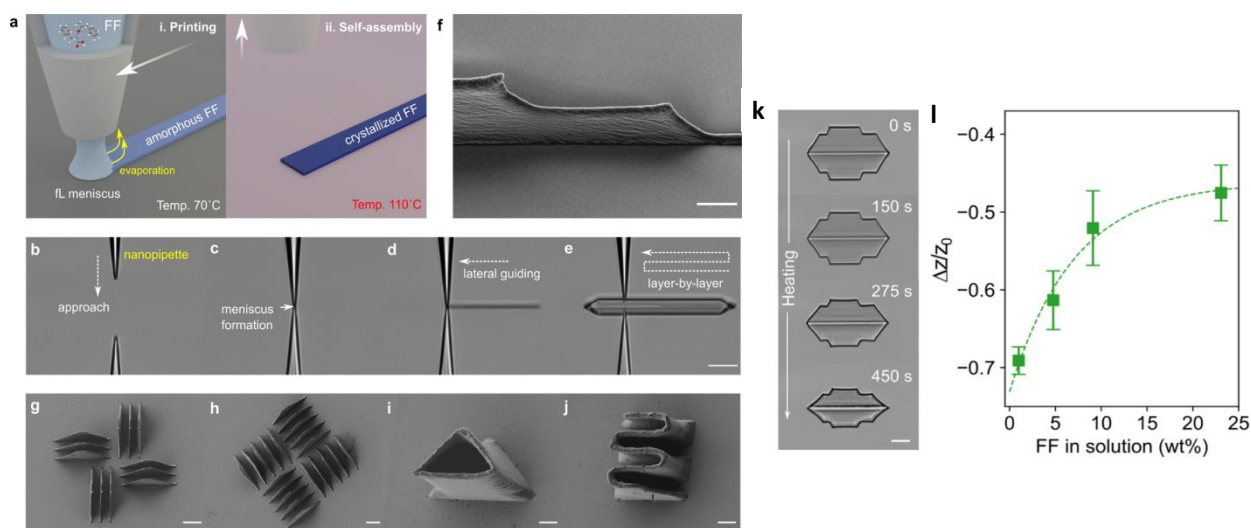 a
FF
i. Printing
amorphous FF
evaporation
fL meniscus
Temp. 70˚C
ii. Self-assembly
crystallized FF
Temp. 110˚C
b
nanopipette
approach
c
meniscus
formation
d
lateral guiding
e
layer-by-layer
f
g
h
i
j
k
0 s
150 s
275 s
450 s
Heating
l
−0.4
−0.5
−0.6
−0.7
Δz/z₀
0 5 10 15 20 25
FF in solution (wt%)